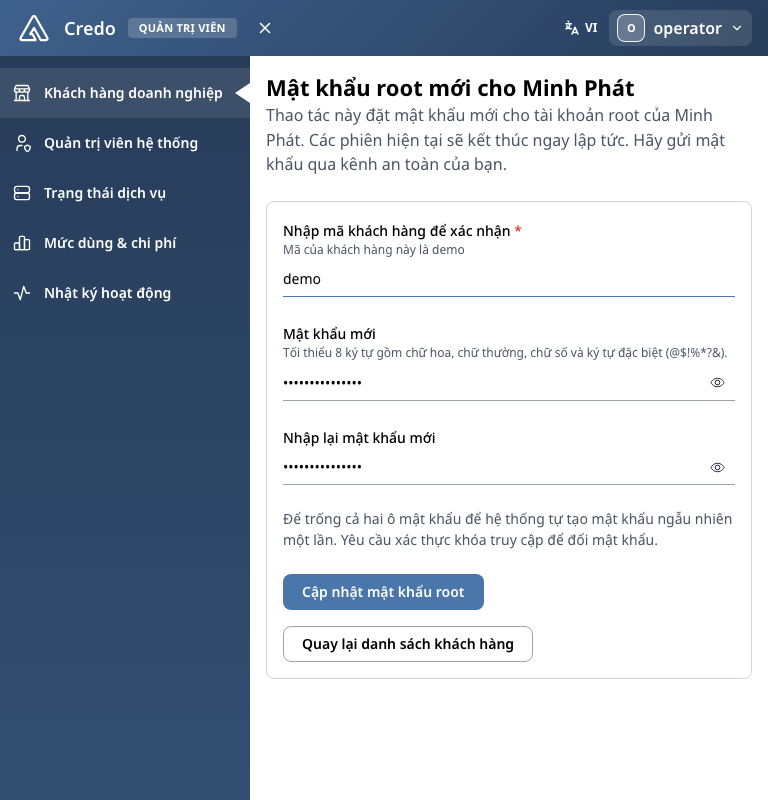 Credo
QUẢN TRỊ VIÊN
VI
O
operator
Khách hàng doanh nghiệp
Quản trị viên hệ thống
Trạng thái dịch vụ
Mức dùng & chi phí
Nhật ký hoạt động
Mật khẩu root mới cho Minh Phát
Thao tác này đặt mật khẩu mới cho tài khoản root của Minh
Phát. Các phiên hiện tại sẽ kết thúc ngay lập tức. Hãy gửi mật
khẩu qua kênh an toàn của bạn.
Nhập mã khách hàng để xác nhận *
Mã của khách hàng này là demo
demo
Mật khẩu mới
Tối thiểu 8 ký tự gồm chữ hoa, chữ thường, chữ số và ký tự đặc biệt (@$!%*?&).
•••••••••••••••
Nhập lại mật khẩu mới
•••••••••••••••
Để trống cả hai ô mật khẩu để hệ thống tự tạo mật khẩu ngẫu nhiên
một lần. Yêu cầu xác thực khóa truy cập để đổi mật khẩu.
Cập nhật mật khẩu root
Quay lại danh sách khách hàng